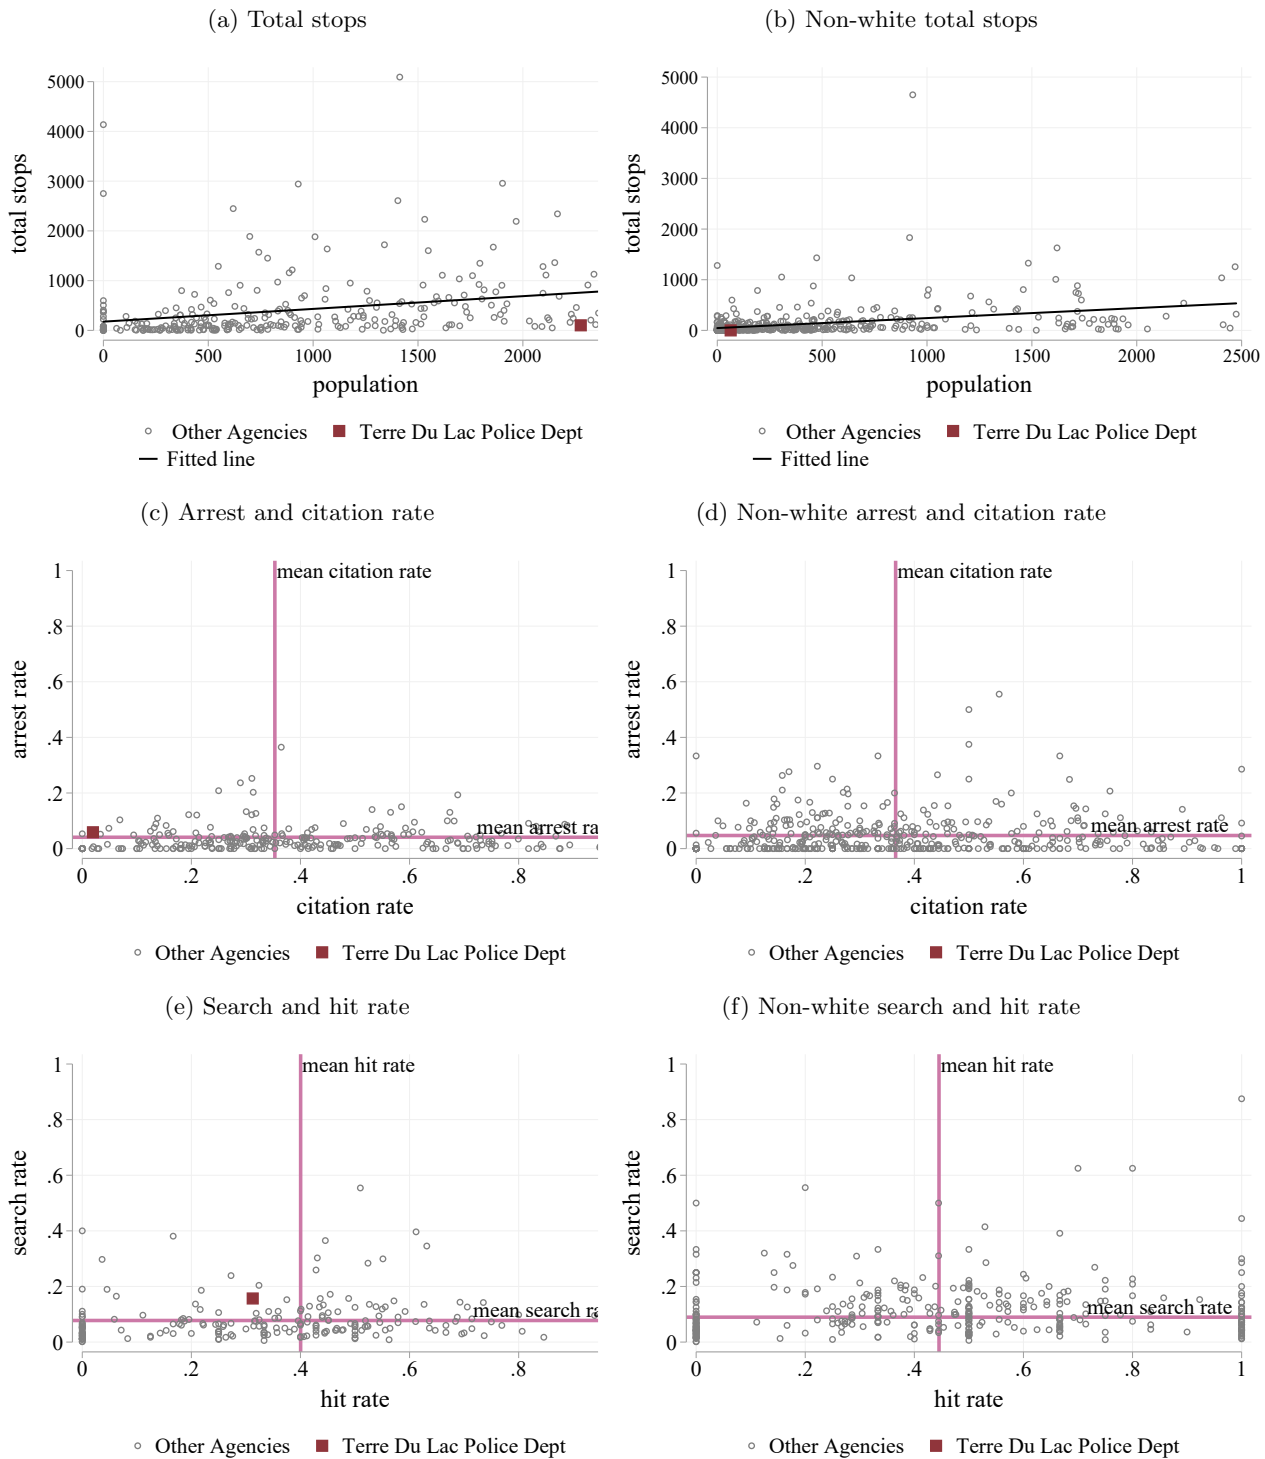 (a) Total stops
(b) Non-white total stops
5000
4000
3000
2000
1000
0
total stops
0 500 1000 1500 2000
population
Other Agencies Terre Du Lac Police Dept
Fitted line
5000
4000
3000
2000
1000
0
total stops
0 500 1000 1500 2000 2500
population
Other Agencies Terre Du Lac Police Dept
Fitted line
(c) Arrest and citation rate
(d) Non-white arrest and citation rate
1
.8
.6
.4
.2
0
arrest rate
mean citation rate
mean arrest ra
0 .2 .4 .6 .8
citation rate
Other Agencies Terre Du Lac Police Dept
1
.8
.6
.4
.2
0
arrest rate
mean citation rate
mean arrest rate
0 .2 .4 .6 .8 1
citation rate
Other Agencies Terre Du Lac Police Dept
(e) Search and hit rate
(f) Non-white search and hit rate
1
.8
.6
.4
.2
0
search rate
mean hit rate
mean search ra
0 .2 .4 .6 .8
hit rate
Other Agencies Terre Du Lac Police Dept
1
.8
.6
.4
.2
0
search rate
mean hit rate
mean search rate
0 .2 .4 .6 .8 1
hit rate
Other Agencies Terre Du Lac Police Dept